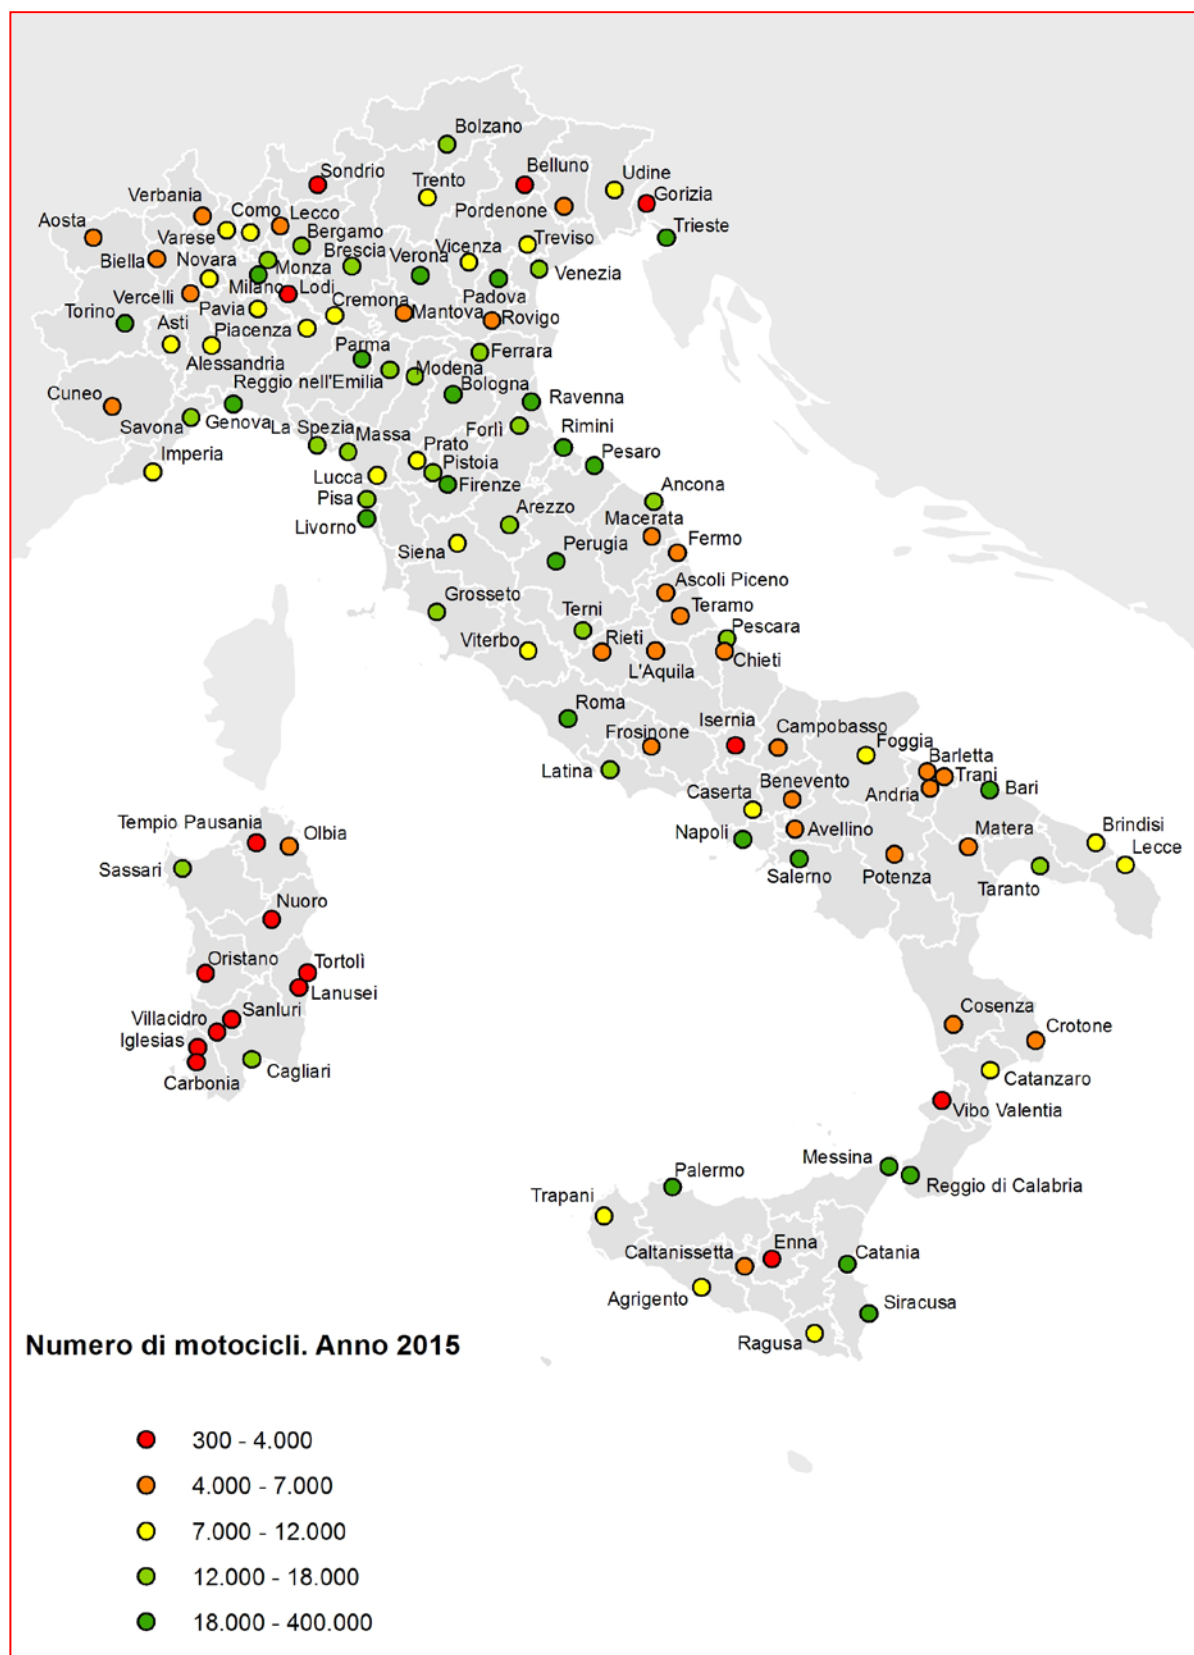 Bolzano
Sondrio
Belluno
Udine
Trento
Verbania
Gorizia
Pordenone
Como
Lecco
Aosta
Trieste
Varese
Bergamo
Treviso
Brescia
Vicenza
Biella
Novara
Verona
Monza
Venezia
Milano
Lodi
Padova
Vercelli
Cremona
Torino
Pavia
Mantova
Rovigo
Asti
Piacenza
Parma
Ferrara
Alessandria
Modena
Reggio nell'Emilia
Bologna
Cuneo
Ravenna
Savona
Genova
La Spezia
Massa
Forlì
Rimini
Imperia
Prato
Pistoia
Pesaro
Lucca
Firenze
Pisa
Ancona
Arezzo
Livorno
Macerata
Siena
Perugia
Fermo
Ascoli Piceno
Grosseto
Terni
Teramo
Pescara
Viterbo
Rieti
L'Aquila
Chieti
Roma
Isernia
Campobasso
Frosinone
Foggia
Barletta
Latina
Trani
Benevento
Andria
Bari
Caserta
Tempio Pausania
Olbia
Napoli
Avellino
Matera
Brindisi
Lecce
Sassari
Salerno
Potenza
Taranto
Nuoro
Oristano
Tortolì
Lanusei
Villacidro
Sanluri
Cosenza
Iglesias
Crotone
Carbonia
Cagliari
Catanzaro
Vibo Valentia
Messina
Palermo
Reggio di Calabria
Trapani
Caltanissetta
Enna
Catania
Agrigento
Siracusa
Ragusa
Numero di motocicli. Anno 2015
300 - 4.000
4.000 - 7.000
7.000 - 12.000
12.000 - 18.000
18.000 - 400.000